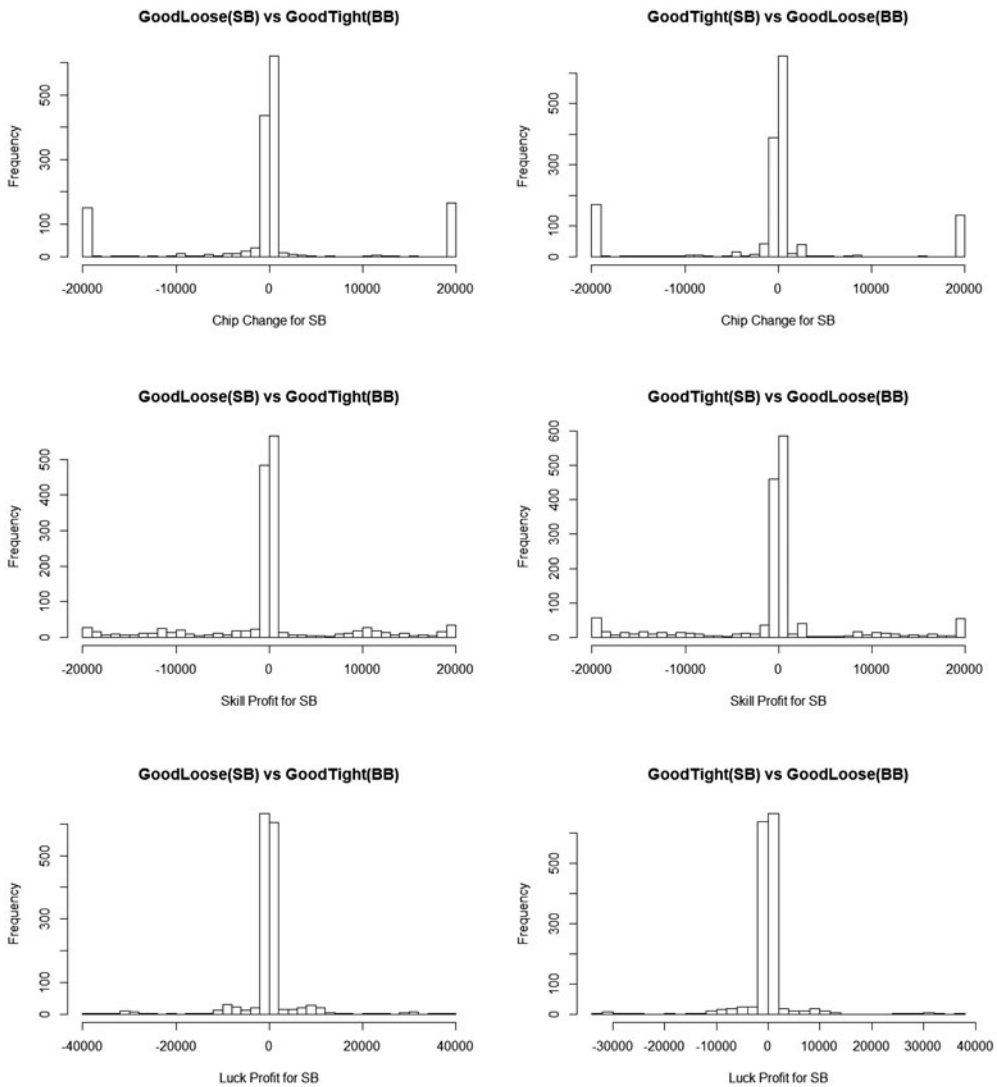 GoodLoose(SB) vs GoodTight(BB)
Frequency
0
100
300
500
-20000 -10000 0 10000 20000
Chip Change for SB
GoodTight(SB) vs GoodLoose(BB)
Frequency
0
100
300
500
-20000 -10000 0 10000 20000
Chip Change for SB
GoodLoose(SB) vs GoodTight(BB)
Frequency
0
100
200
300
400
500
-20000 -10000 0 10000 20000
Skill Profit for SB
GoodTight(SB) vs GoodLoose(BB)
Frequency
0
100
200
300
400
500
600
-20000 -10000 0 10000 20000
Skill Profit for SB
GoodLoose(SB) vs GoodTight(BB)
Frequency
0
100
300
500
-40000 -20000 0 20000 40000
Luck Profit for SB
GoodTight(SB) vs GoodLoose(BB)
Frequency
0
100
300
500
-30000 -10000 0 10000 20000 30000 40000
Luck Profit for SB